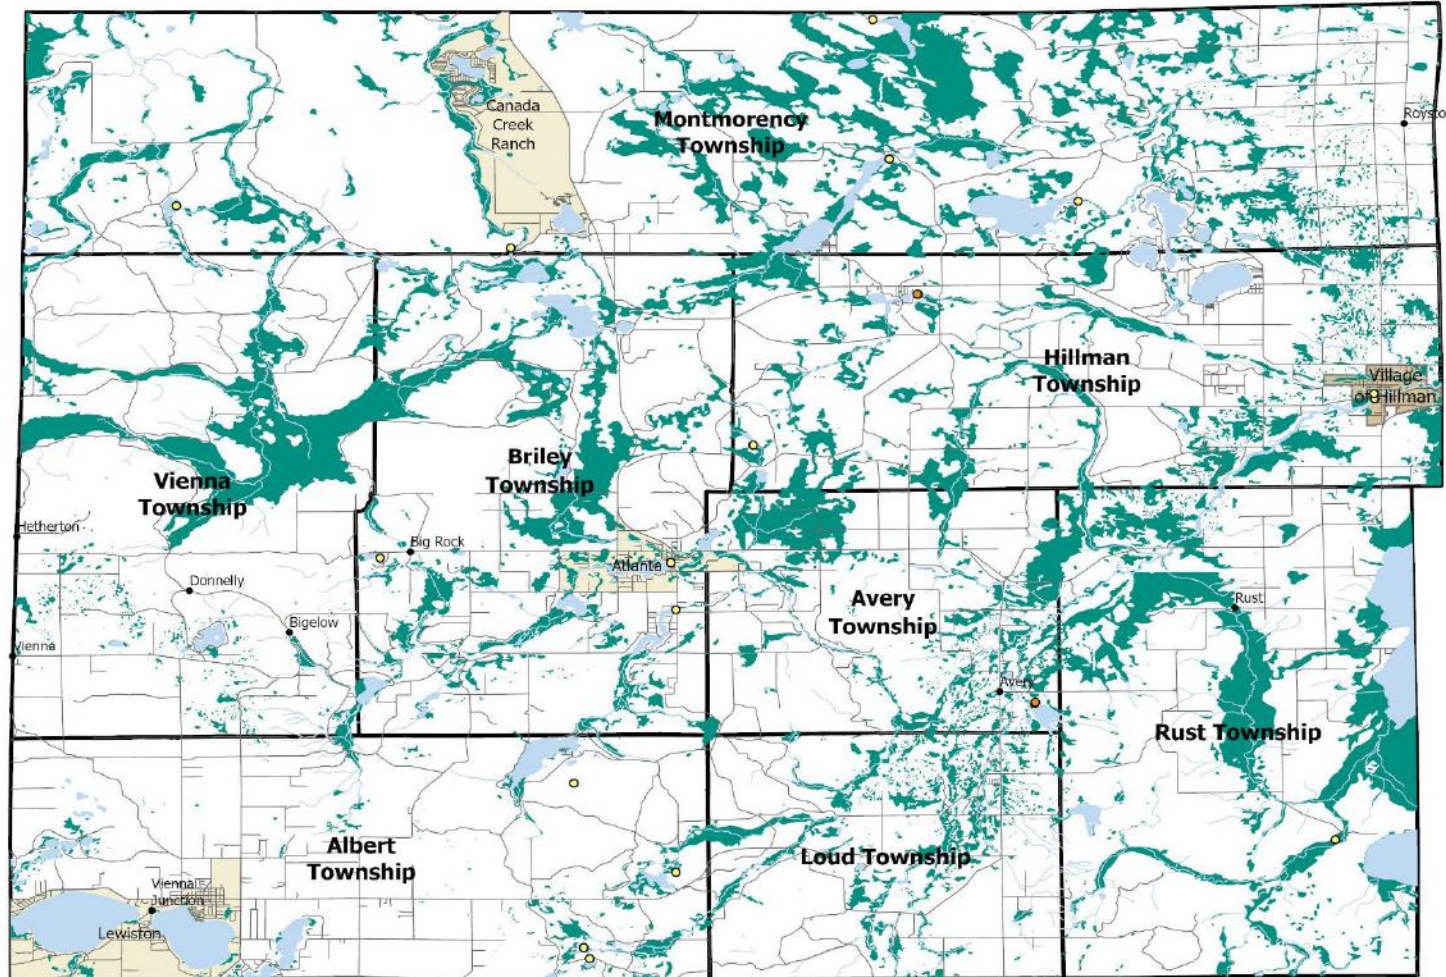 Canada
Creek
Ranch
Montmorency
Township
Roysto
Hillman
Township
Village
of Hillman
Vienna
Township
Briley
Township
Hetherton
Big Rock
Atlanta
Donnelly
Avery
Township
Rust
Bigelow
Vienna
Avery
Rust Township
Albert
Township
Loud Township
Vienna
Junction
Lewiston